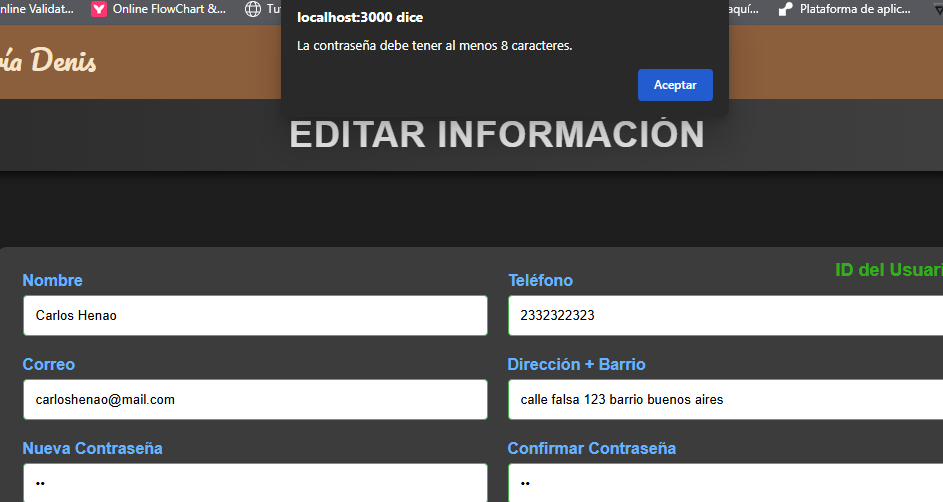 nline Validat...
Online FlowChart &...
Tu
aquí...
Plataforma de aplic...
localhost:3000 dice
La contraseña debe tener al menos 8 caracteres.
Aceptar
ía Denis
EDITAR INFORMACIÓN
ID del Usuari
Nombre
Teléfono
Carlos Henao
2332322323
Correo
Dirección + Barrio
carloshenao@mail.com
calle falsa 123 barrio buenos aires
Nueva Contraseña
Confirmar Contraseña
••
••